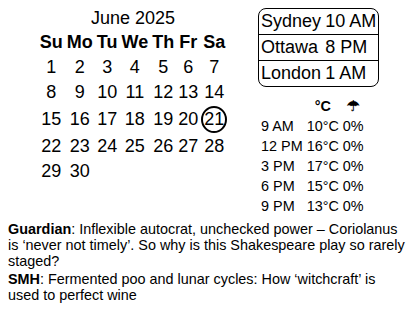 June 2025
Su Mo Tu We Th Fr Sa
1 2 3 4 5 6 7
8 9 10 11 12 13 14
15 16 17 18 19 20 21
22 23 24 25 26 27 28
29 30
Sydney 10 AM
Ottawa 8 PM
London 1 AM
°C ☂
9 AM 10°C 0%
12 PM 16°C 0%
3 PM 17°C 0%
6 PM 15°C 0%
9 PM 13°C 0%
Guardian: Inflexible autocrat, unchecked power – Coriolanus
is ‘never not timely’. So why is this Shakespeare play so rarely
staged?
SMH: Fermented poo and lunar cycles: How ‘witchcraft’ is
used to perfect wine